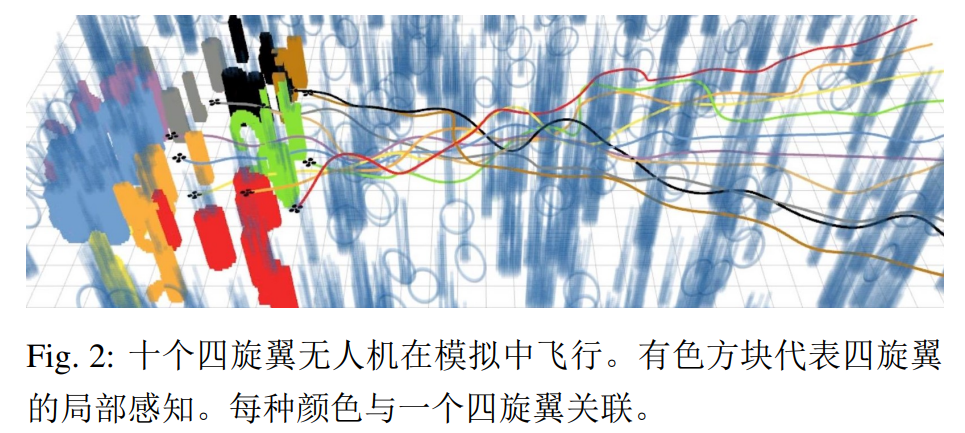 Fig. 2: 十个四旋翼无人机在模拟中飞行。有色方块代表四旋翼
的局部感知。每种颜色与一个四旋翼关联。